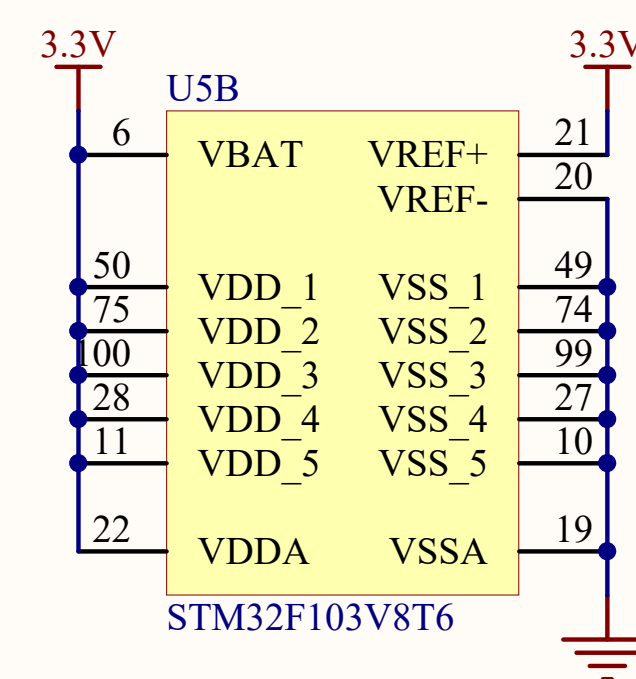 3.3V 3.3V
U5B
6 VBAT VREF+ 21
VREF- 20
50 VDD_1 VSS_1 49
75 VDD_2 VSS_2 74
100 VDD_3 VSS_3 99
28 VDD_4 VSS_4 27
11 VDD_5 VSS_5 10
22 VDDA VSSA 19
STM32F103V8T6